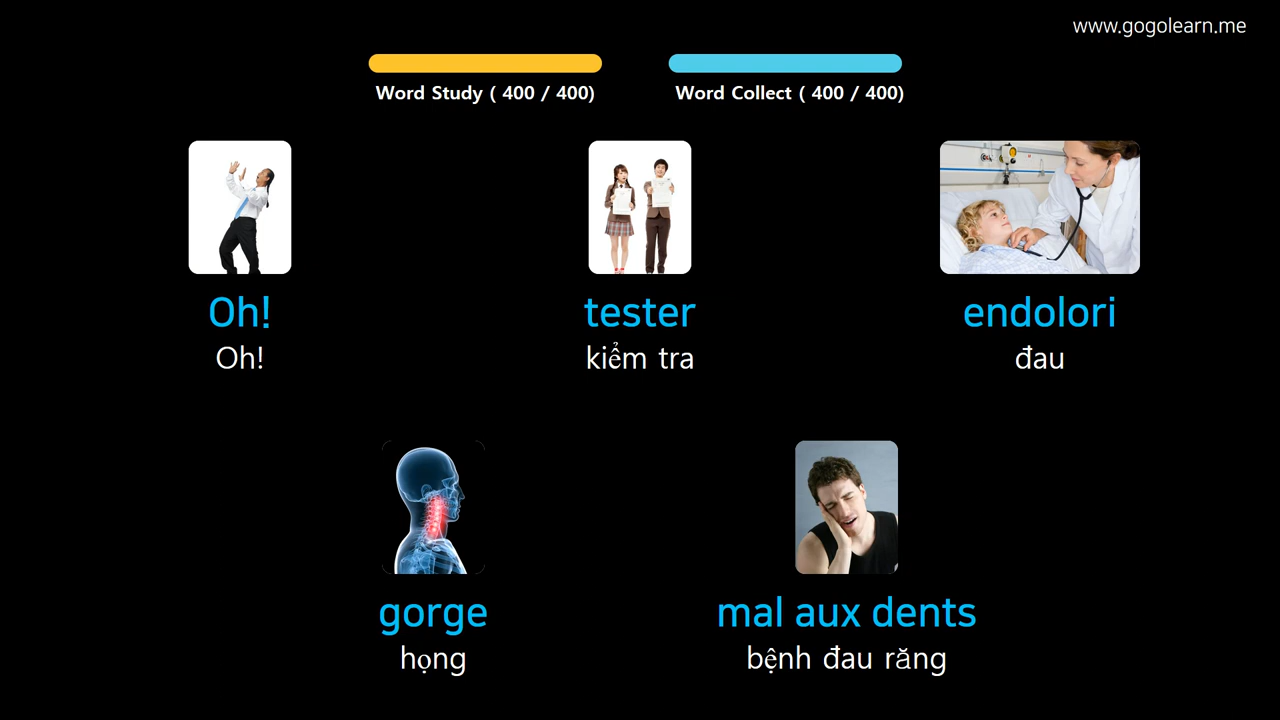 www.gogolearn.me
Word Study ( 400 / 400)
Word Collect ( 400 / 400)
Oh!
Oh!
tester
kiểm tra
endolori
đau
gorge
họng
mal aux dents
bệnh đau răng